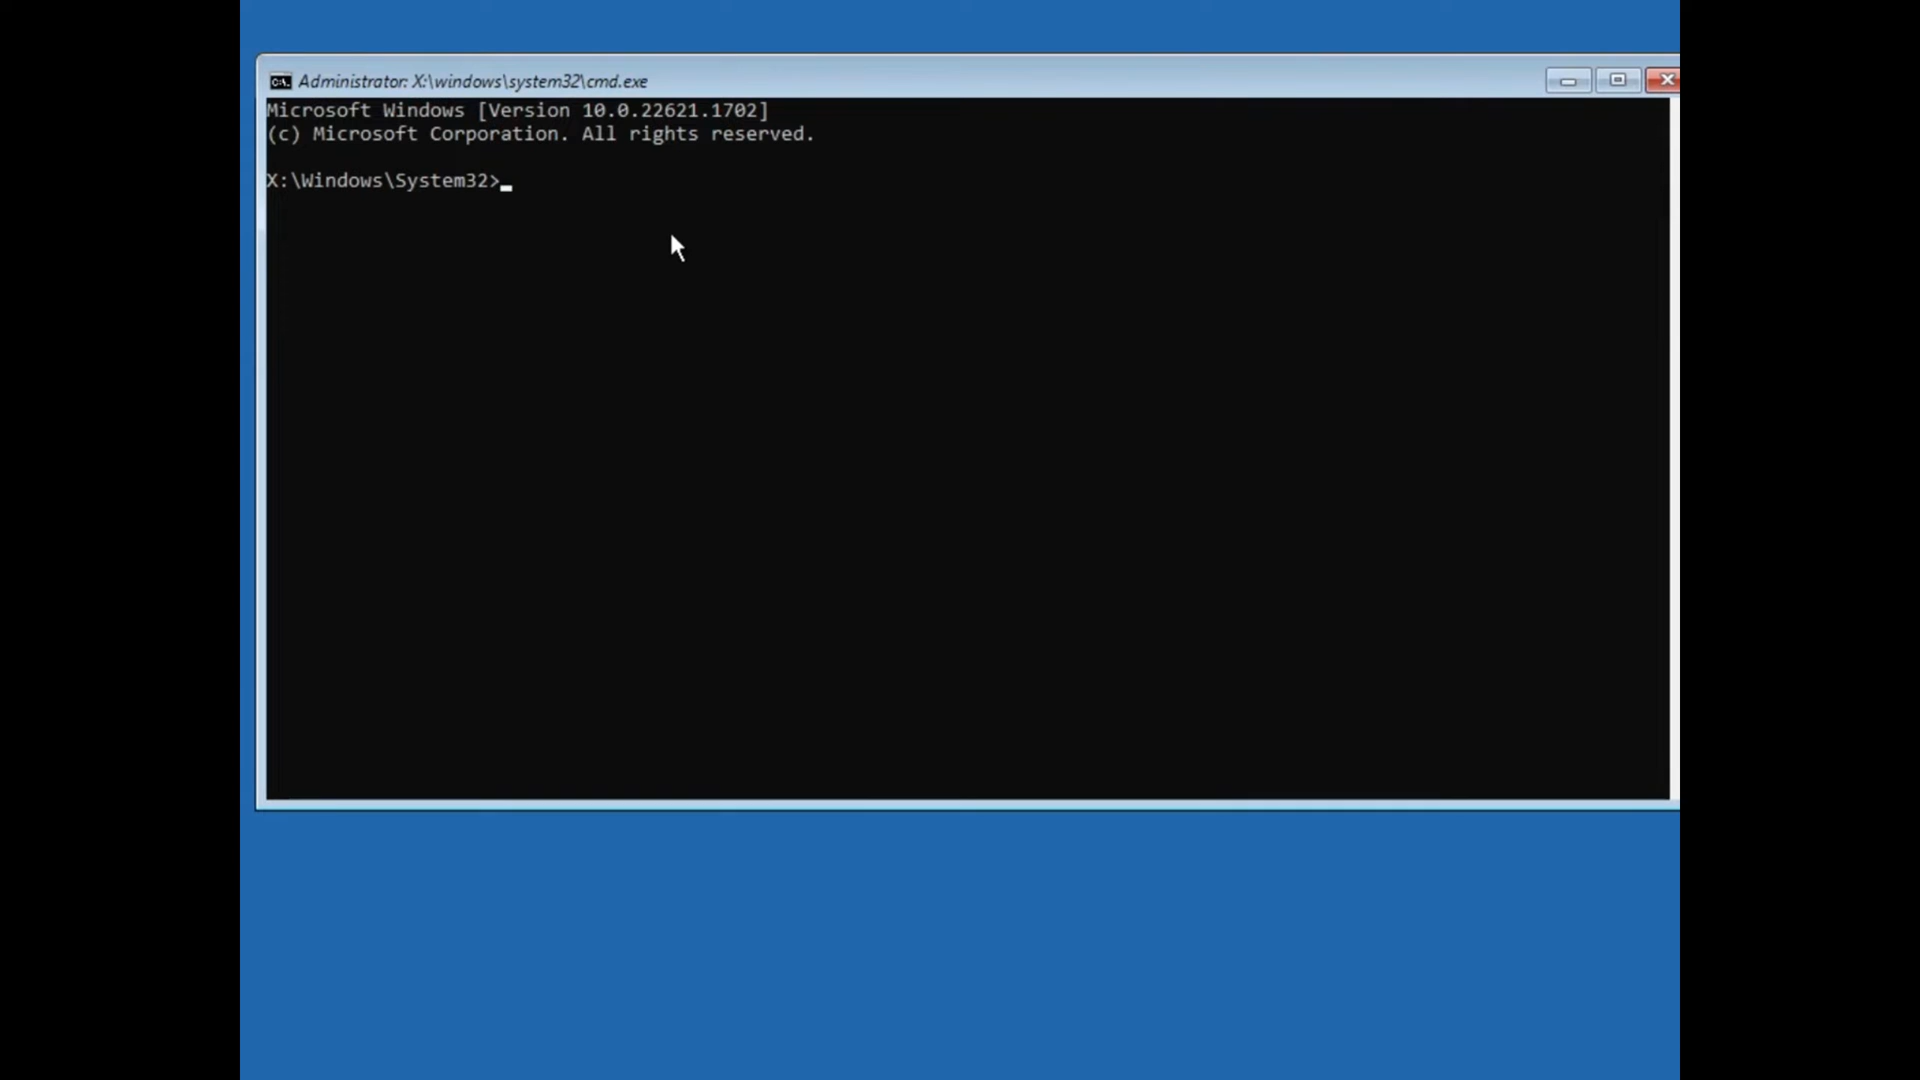 Administrator: X:\windows\system32\cmd.exe
Microsoft Windows [Version 10.0.22621.1702]
(c) Microsoft Corporation. All rights reserved.
X:\Windows\System32>